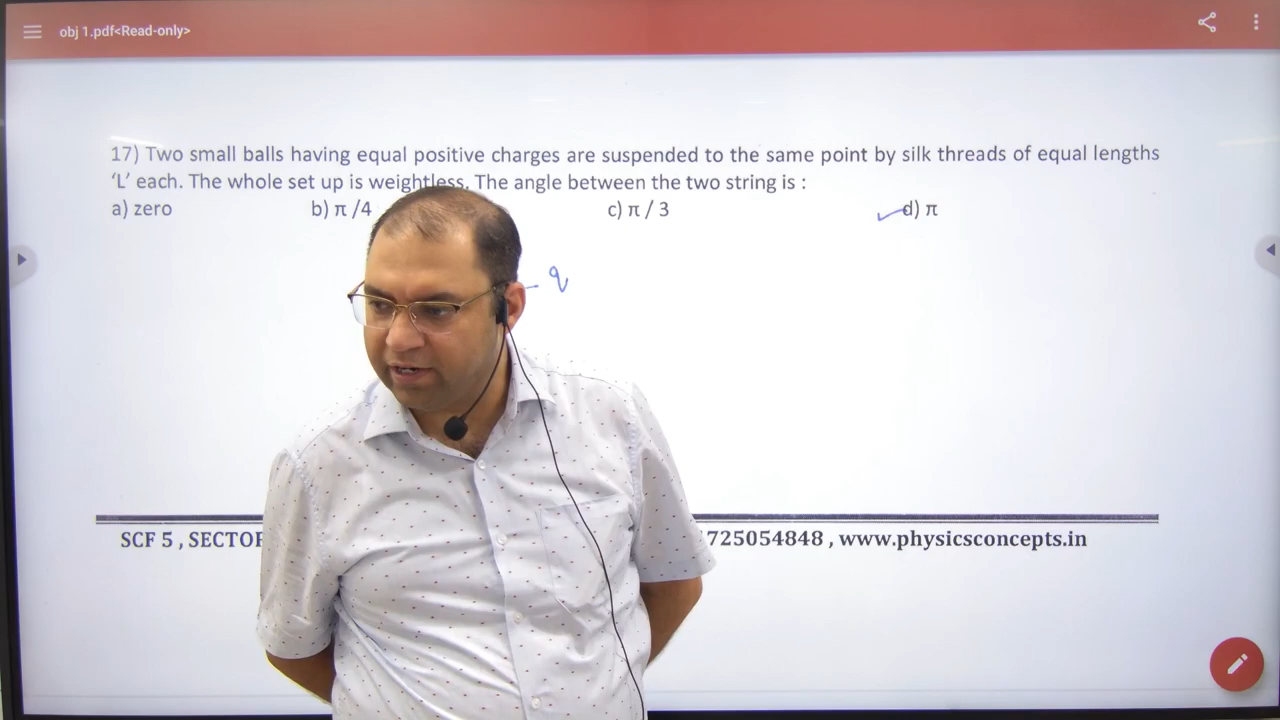 obj 1.pdf<Read-only>
17) Two small balls having equal positive charges are suspended to the same point by silk threads of equal lengths
‘L’ each. The whole set up is weightless. The angle between the two string is :
a) zero b) π /4 c) π / 3 d) π
- q
SCF 5 , SECTOR 725054848 , www.physicsconcepts.in